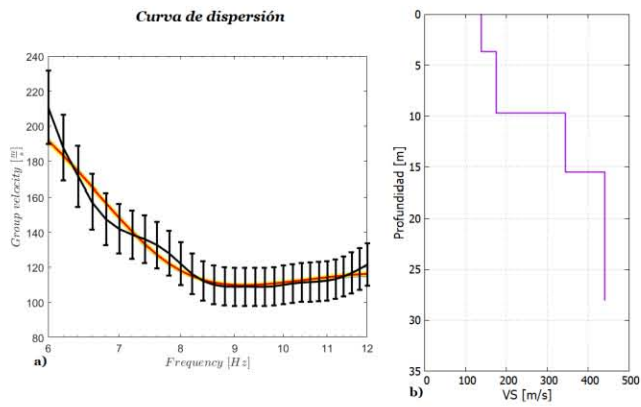 Curva de dispersión
240
220
200
180
160
140
120
100
80
Group velocity [m/s]
6 7 8 9 10 11 12
Frequency [Hz]
a)
0
5
10
15
20
25
30
35
Profundidad [m]
0 100 200 300 400 500
VS [m/s]
b)